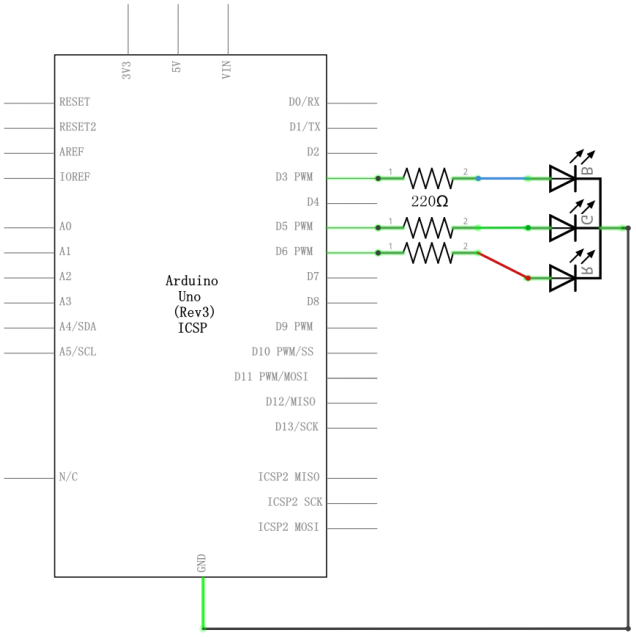 3V3
5V
VIN
RESET
RESET2
AREF
IOREF
A0
A1
A2
A3
A4/SDA
A5/SCL
N/C
Arduino
Uno
(Rev3)
ICSP
D0/RX
D1/TX
D2
D3 PWM
D4
D5 PWM
D6 PWM
D7
D8
D9 PWM
D10 PWM/SS
D11 PWM/MOSI
D12/MISO
D13/SCK
ICSP2 MISO
ICSP2 SCK
ICSP2 MOSI
GND
1
2
220Ω
1
2
1
2
B
G
R